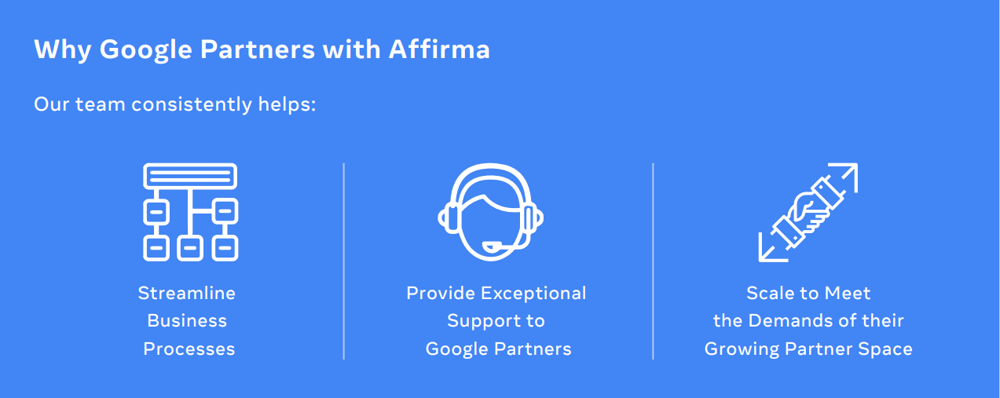 Why Google Partners with Affirma
Our team consistently helps:
Streamline
Business
Processes
Provide Exceptional
Support to
Google Partners
Scale to Meet
the Demands of their
Growing Partner Space